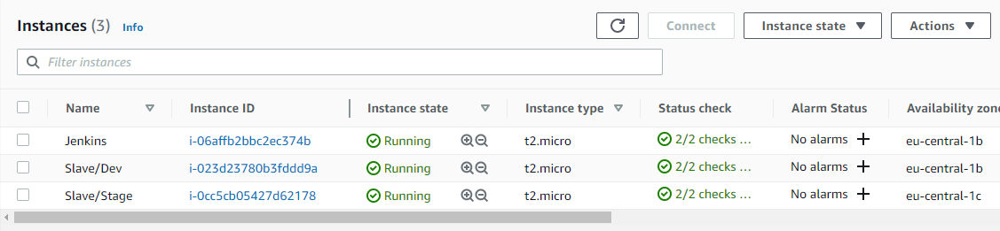 Instances (3) Info Connect Instance state Actions
Filter instances
Name Instance ID Instance state Instance type Status check Alarm Status Availability zone
Jenkins i-06affb2bbc2ec374b Running t2.micro 2/2 checks ... No alarms + eu-central-1b
Slave/Dev i-023d23780b3fddd9a Running t2.micro 2/2 checks ... No alarms + eu-central-1b
Slave/Stage i-0cc5cb05427d62178 Running t2.micro 2/2 checks ... No alarms + eu-central-1c